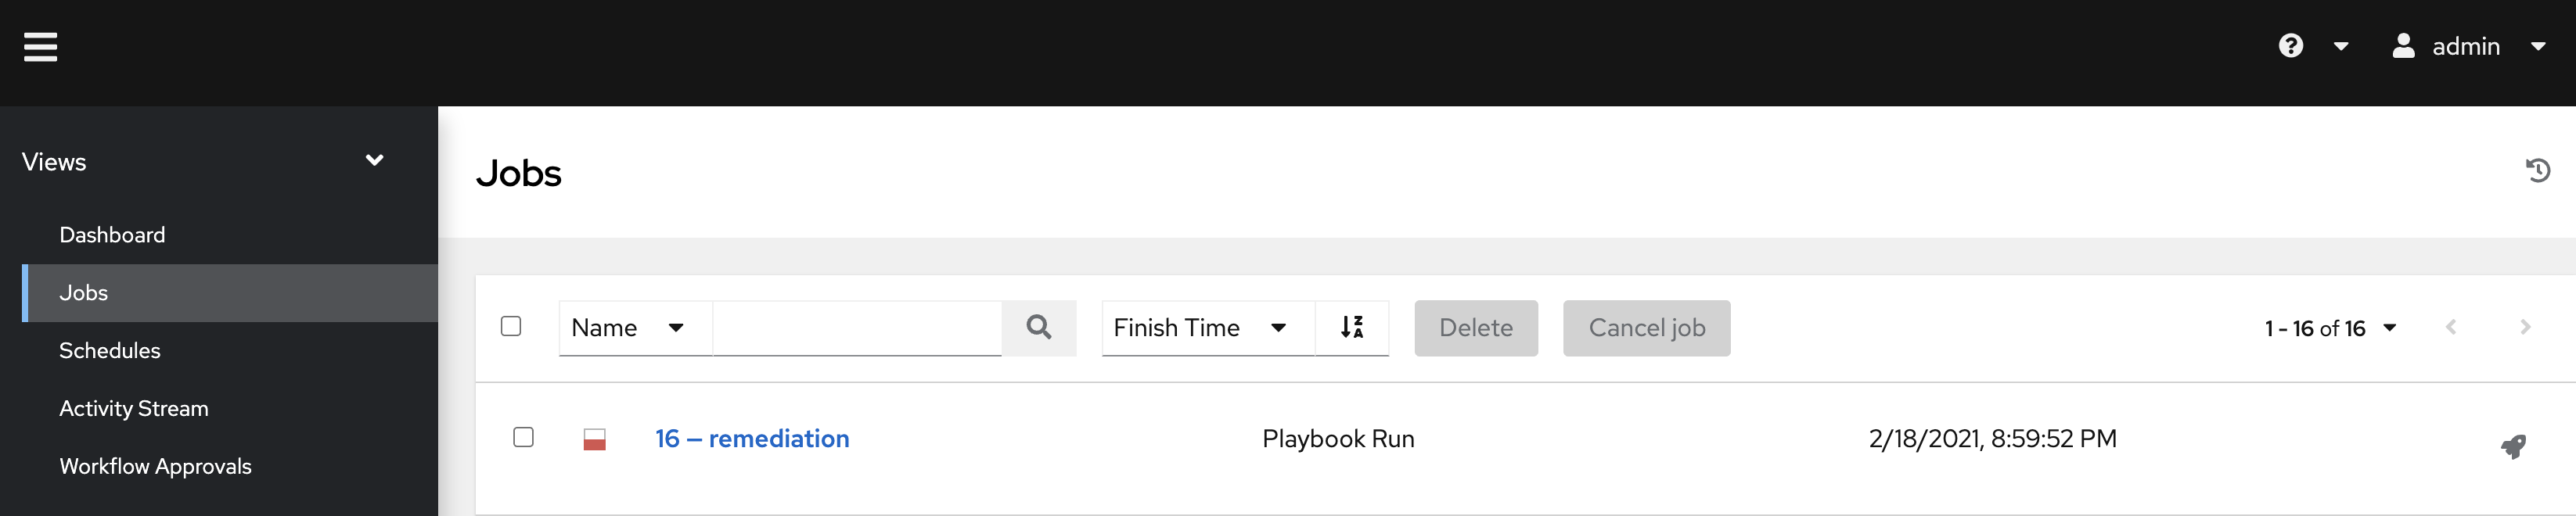 admin
Views
Dashboard
Jobs
Schedules
Activity Stream
Workflow Approvals
Jobs
Name
Finish Time
Delete
Cancel job
1 - 16 of 16
16 – remediation
Playbook Run
2/18/2021, 8:59:52 PM